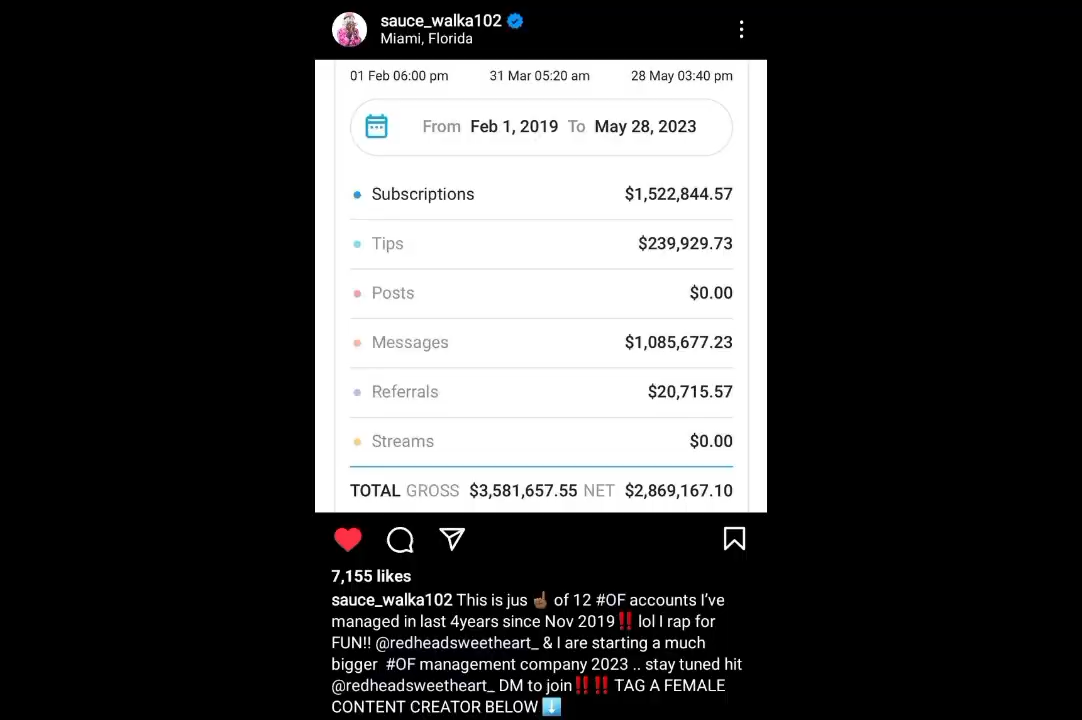 sauce_walka102
Miami, Florida
01 Feb 06:00 pm 31 Mar 05:20 am 28 May 03:40 pm
From Feb 1, 2019 To May 28, 2023
Subscriptions $1,522,844.57
Tips $239,929.73
Posts $0.00
Messages $1,085,677.23
Referrals $20,715.57
Streams $0.00
TOTAL GROSS $3,581,657.55 NET $2,869,167.10
7,155 likes
sauce_walka102 This is jus ☝🏾 of 12 #OF accounts I’ve
managed in last 4years since Nov 2019‼️ lol I rap for
FUN!! @redheadsweetheart_ & I are starting a much
bigger #OF management company 2023 .. stay tuned hit
@redheadsweetheart_ DM to join‼️‼️ TAG A FEMALE
CONTENT CREATOR BELOW ⬇️